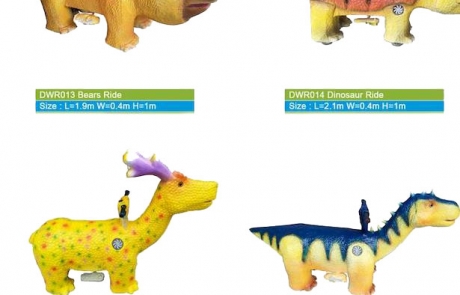 DWR013 Bears Ride
Size : L=1.9m W=0.4m H=1m
DWR014 Dinosaur Ride
Size : L=2.1m W=0.4m H=1m